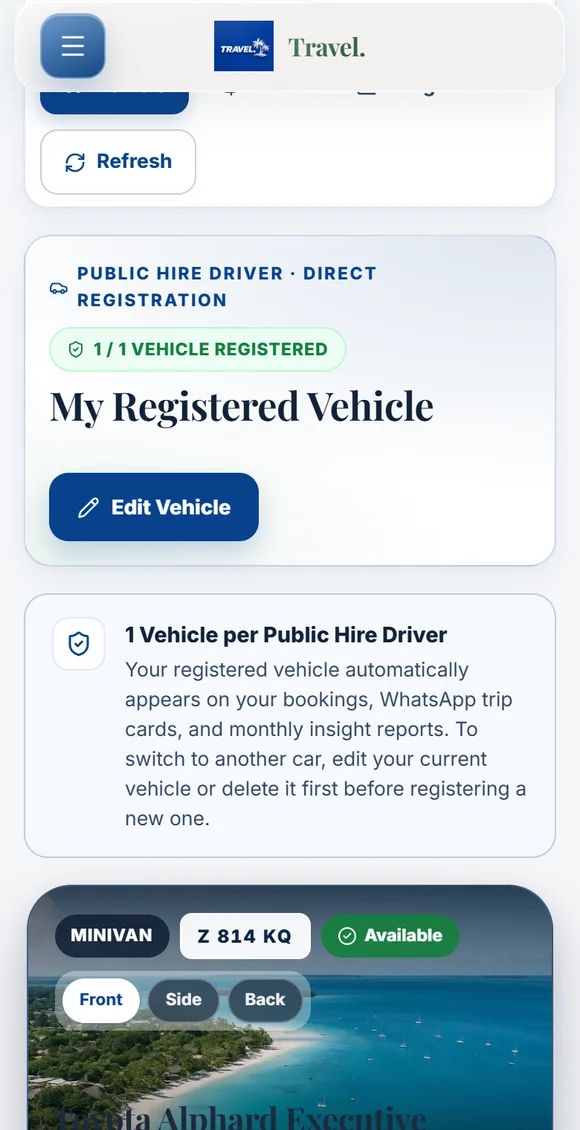 TRAVEL.
Travel.
Refresh
PUBLIC HIRE DRIVER · DIRECT
REGISTRATION
1 / 1 VEHICLE REGISTERED
My Registered Vehicle
Edit Vehicle
1 Vehicle per Public Hire Driver
Your registered vehicle automatically
appears on your bookings, WhatsApp trip
cards, and monthly insight reports. To
switch to another car, edit your current
vehicle or delete it first before registering a
new one.
MINIVAN Z 814 KQ Available
Front Side Back
Toyota Alphard Executive